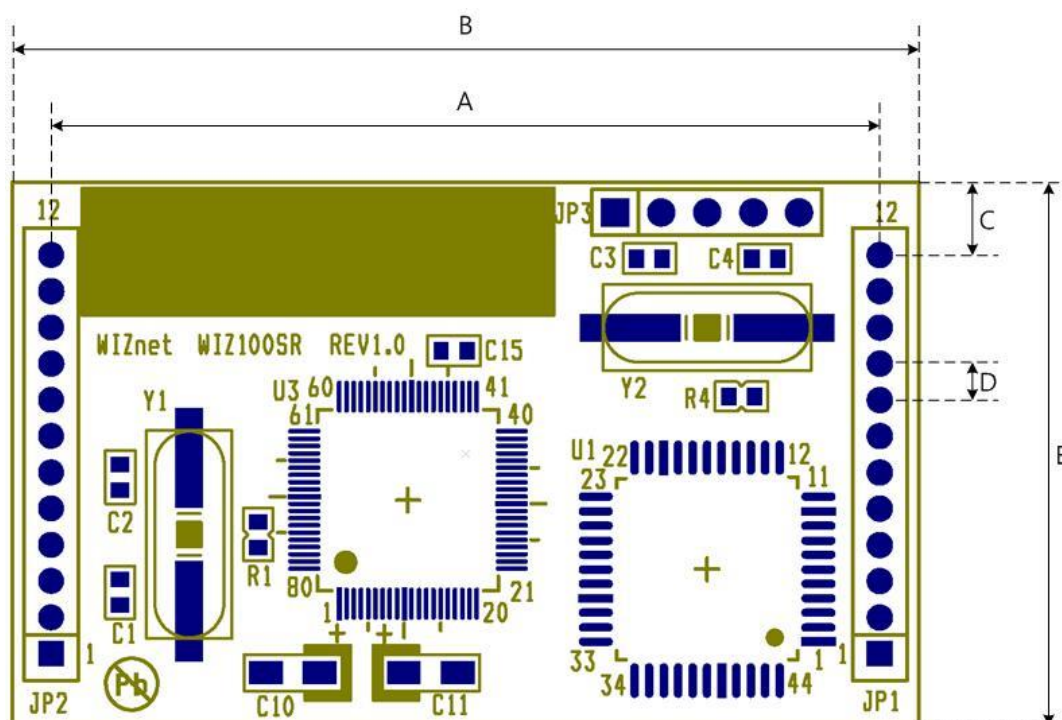 B
A
12
JP3
12
C
C3
C4
WIZnet WIZ100SR REV1.0
C15
Y2
D
U3
60
41
R4
Y1
61
40
U1
22
12
E
23
11
C2
R1
80
21
1
20
C1
33
1
1
1
Pb
34
44
JP2
C10
C11
JP1